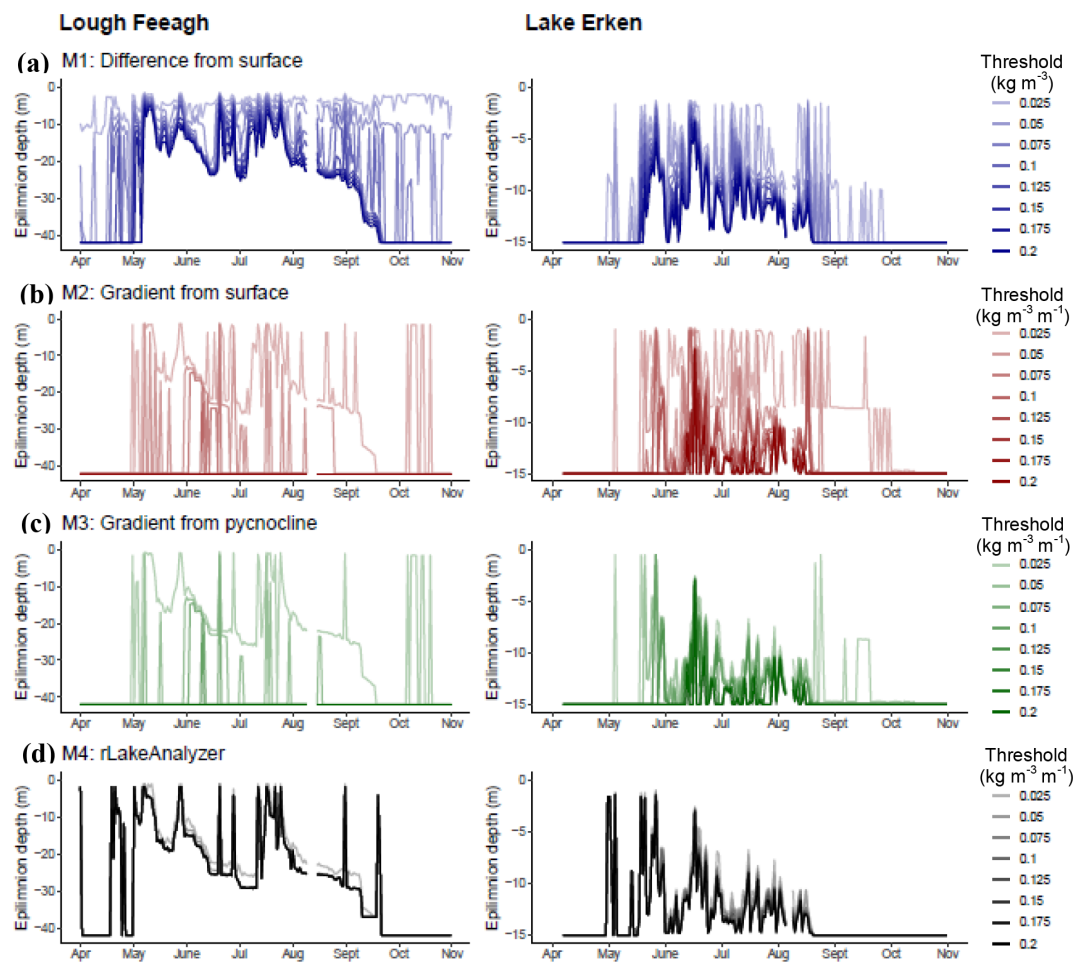 Lough Feeagh
Lake Erken
(a) M1: Difference from surface
Epilimnion depth (m)
0
−10
−20
−30
−40
Apr May June Jul Aug Sept Oct Nov
Epilimnion depth (m)
0
−5
−10
−15
Apr May June Jul Aug Sept Oct Nov
Threshold
(kg m⁻³)
0.025
0.05
0.075
0.1
0.125
0.15
0.175
0.2
(b) M2: Gradient from surface
Epilimnion depth (m)
0
−10
−20
−30
−40
Apr May June Jul Aug Sept Oct Nov
Epilimnion depth (m)
0
−5
−10
−15
Apr May June Jul Aug Sept Oct Nov
Threshold
(kg m⁻³ m⁻¹)
0.025
0.05
0.075
0.1
0.125
0.15
0.175
0.2
(c) M3: Gradient from pycnocline
Epilimnion depth (m)
0
−10
−20
−30
−40
Apr May June Jul Aug Sept Oct Nov
Epilimnion depth (m)
0
−5
−10
−15
Apr May June Jul Aug Sept Oct Nov
Threshold
(kg m⁻³ m⁻¹)
0.025
0.05
0.075
0.1
0.125
0.15
0.175
0.2
(d) M4: rLakeAnalyzer
Epilimnion depth (m)
0
−10
−20
−30
−40
Apr May June Jul Aug Sept Oct Nov
Epilimnion depth (m)
0
−5
−10
−15
Apr May June Jul Aug Sept Oct Nov
Threshold
(kg m⁻³ m⁻¹)
0.025
0.05
0.075
0.1
0.125
0.15
0.175
0.2